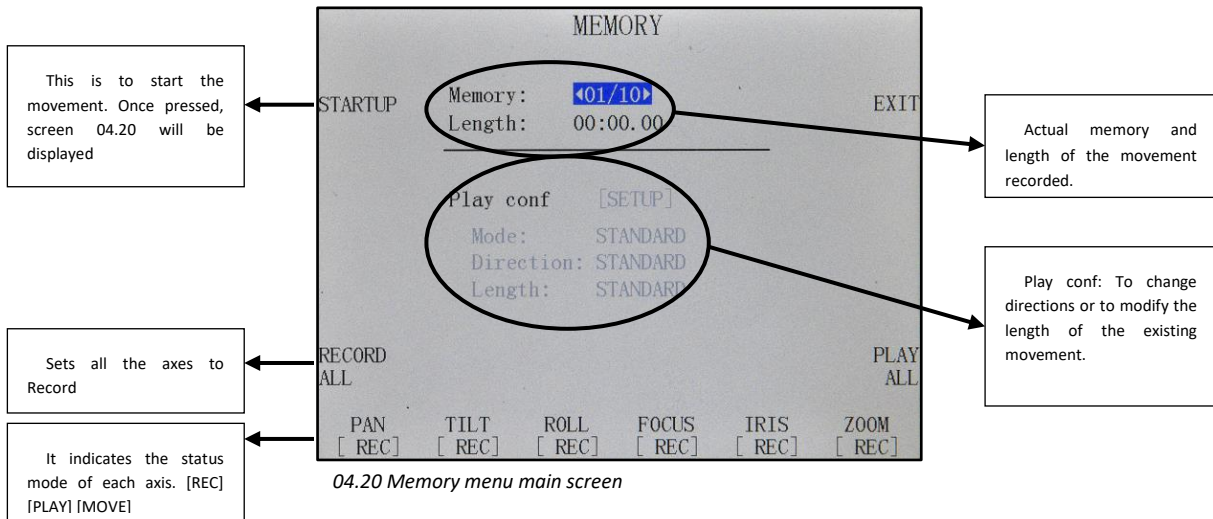 MEMORY
This is to start the
movement. Once pressed,
screen 04.20 will be
displayed
STARTUP
Memory: ◂01/10▸
Length: 00:00.00
EXIT
Actual memory and
length of the movement
recorded.
Play conf [SETUP]
Mode: STANDARD
Direction: STANDARD
Length: STANDARD
Play conf: To change
directions or to modify the
length of the existing
movement.
Sets all the axes to
Record
RECORD
ALL
PLAY
ALL
It indicates the status
mode of each axis. [REC]
[PLAY] [MOVE]
PAN TILT ROLL FOCUS IRIS ZOOM
[ REC] [ REC] [ REC] [ REC] [ REC] [ REC]
04.20 Memory menu main screen